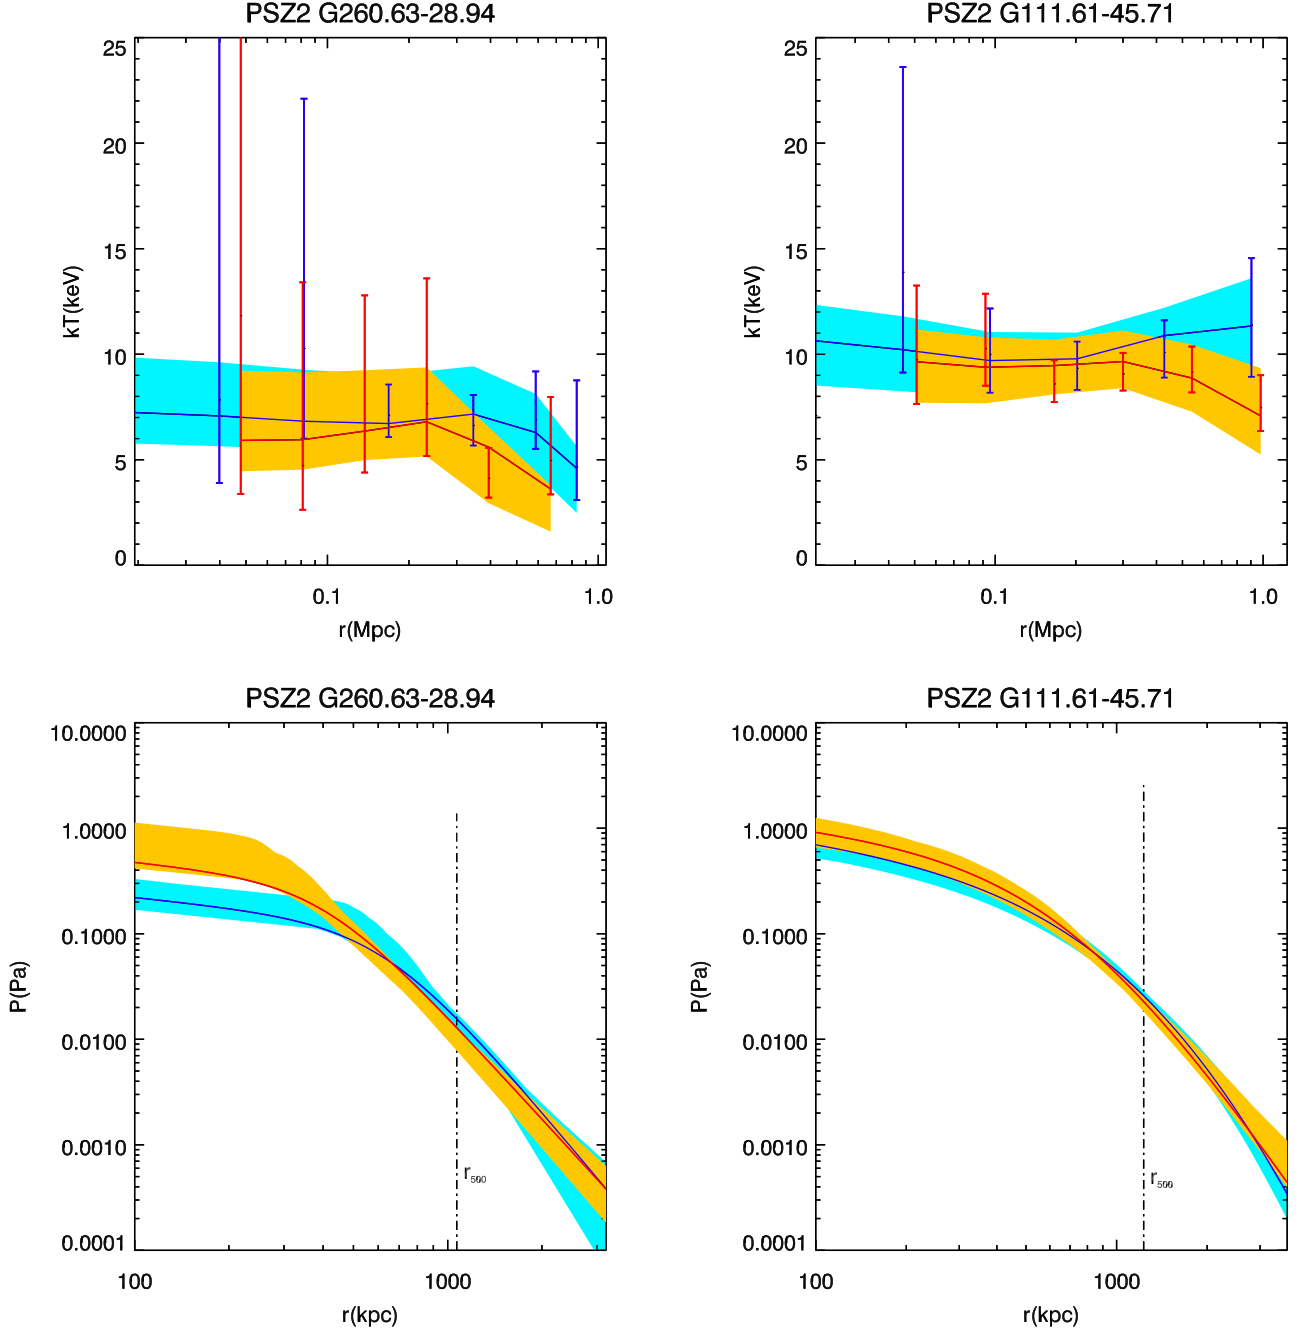 PSZ2 G260.63-28.94
25
20
15
10
5
0
kT(keV)
0.1
1.0
r(Mpc)
PSZ2 G111.61-45.71
25
20
15
10
5
0
kT(keV)
0.1
1.0
r(Mpc)
PSZ2 G260.63-28.94
10.0000
1.0000
0.1000
0.0100
0.0010
0.0001
P(Pa)
r500
100
1000
r(kpc)
PSZ2 G111.61-45.71
10.0000
1.0000
0.1000
0.0100
0.0010
0.0001
P(Pa)
r500
100
1000
r(kpc)